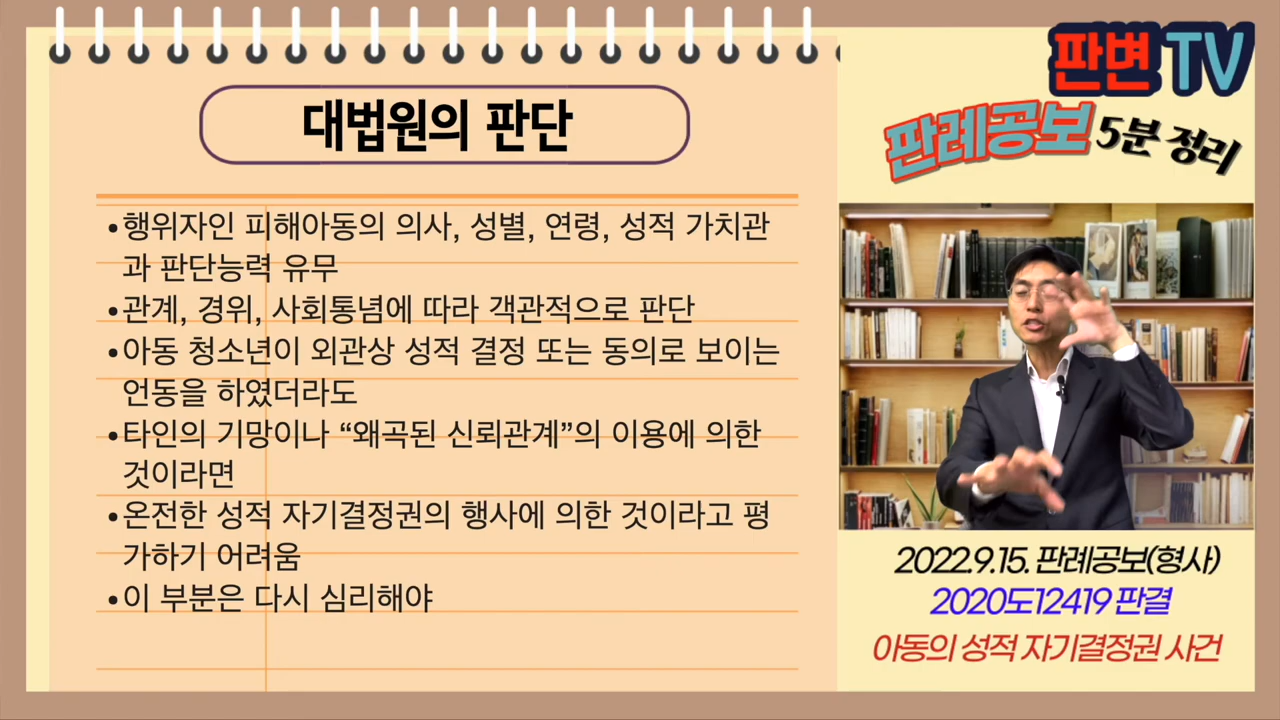 판변 TV
판례공보 5분 정리
대법원의 판단
•행위자인 피해아동의 의사, 성별, 연령, 성적 가치관
과 판단능력 유무
•관계, 경위, 사회통념에 따라 객관적으로 판단
•아동 청소년이 외관상 성적 결정 또는 동의로 보이는
언동을 하였더라도
•타인의 기망이나 “왜곡된 신뢰관계”의 이용에 의한
것이라면
•온전한 성적 자기결정권의 행사에 의한 것이라고 평
가하기 어려움
•이 부분은 다시 심리해야
2022.9.15. 판례공보(형사)
2020도12419 판결
아동의 성적 자기결정권 사건